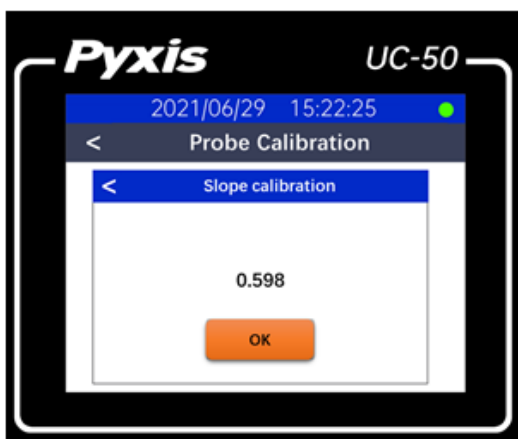 Pyxis UC-50
2021/06/29 15:22:25
< Probe Calibration
< Slope calibration
0.598
OK